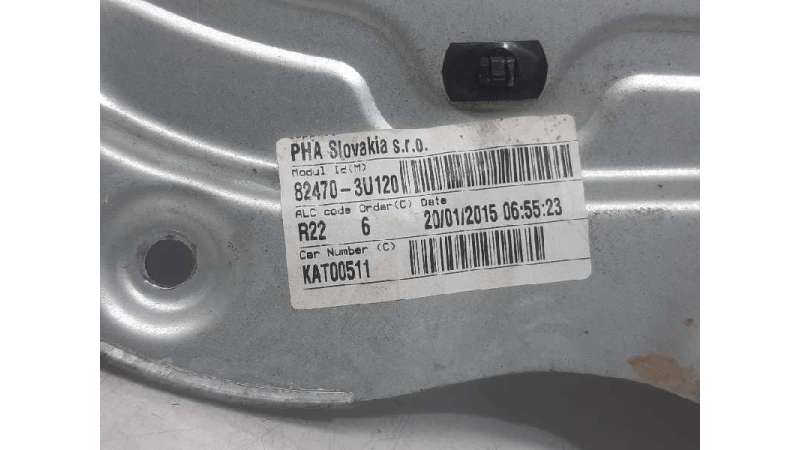 PHA Slovakia s.r.o.
Modul Id(M)
82470-3U120
ALC code Order(C) Date
R22 6 20/01/2015 06:55:23
Car Number (C)
KAT00511